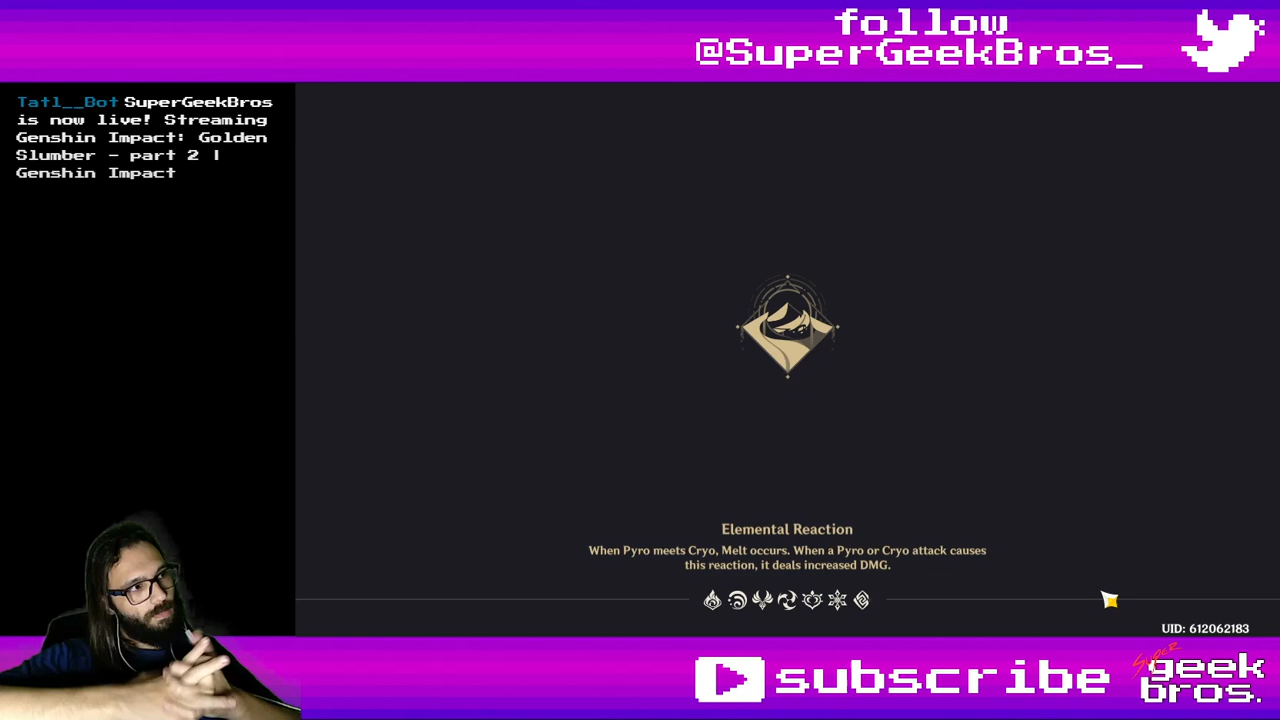 follow
@SuperGeekBros_
Tatl__Bot SuperGeekBros
is now live! Streaming
Genshin Impact: Golden
Slumber - part 2 |
Genshin Impact
Elemental Reaction
When Pyro meets Cryo, Melt occurs. When a Pyro or Cryo attack causes
this reaction, it deals increased DMG.
UID: 612062183
subscribe
super
geek
bros.